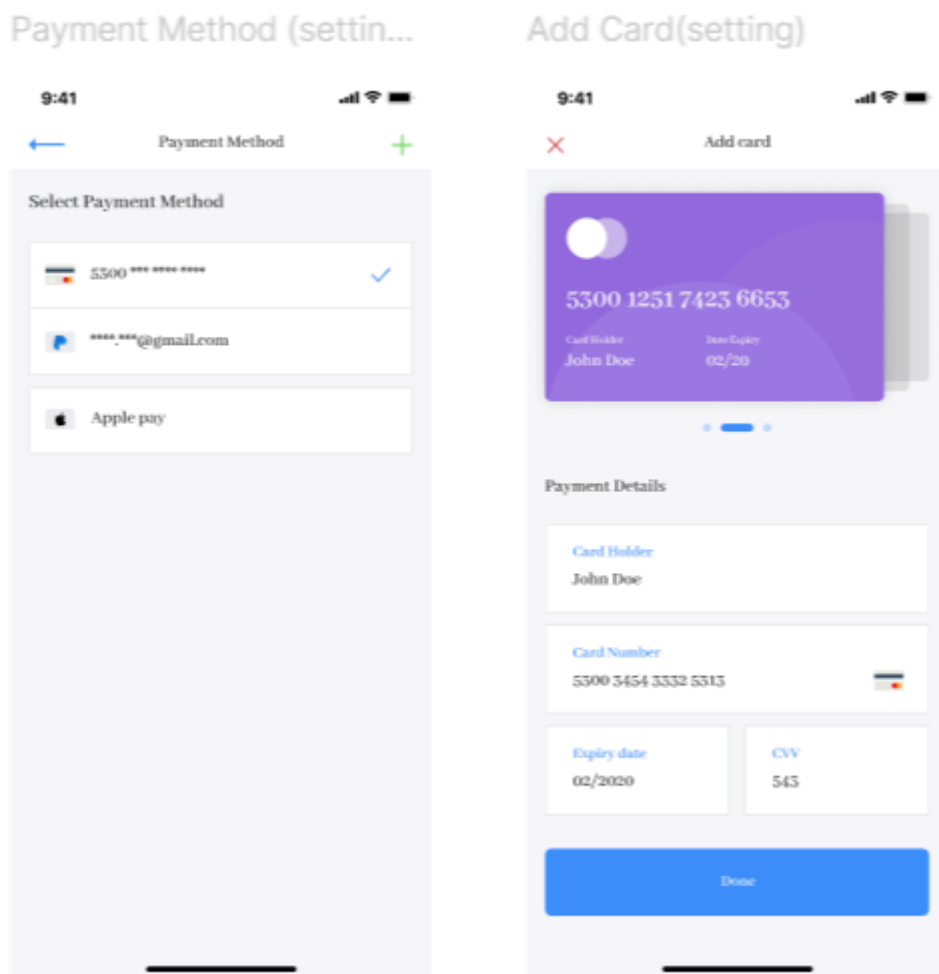 Payment Method (settin...
9:41
Payment Method
Select Payment Method
5300 *** **** ****
****.***@gmail.com
Apple pay
Add Card(setting)
9:41
Add card
5300 1251 7423 6653
Card Holder
Date Expiry
John Doe
02/20
Payment Details
Card Holder
John Doe
Card Number
5300 3454 3332 5313
Expiry date
02/2020
CVV
543
Done